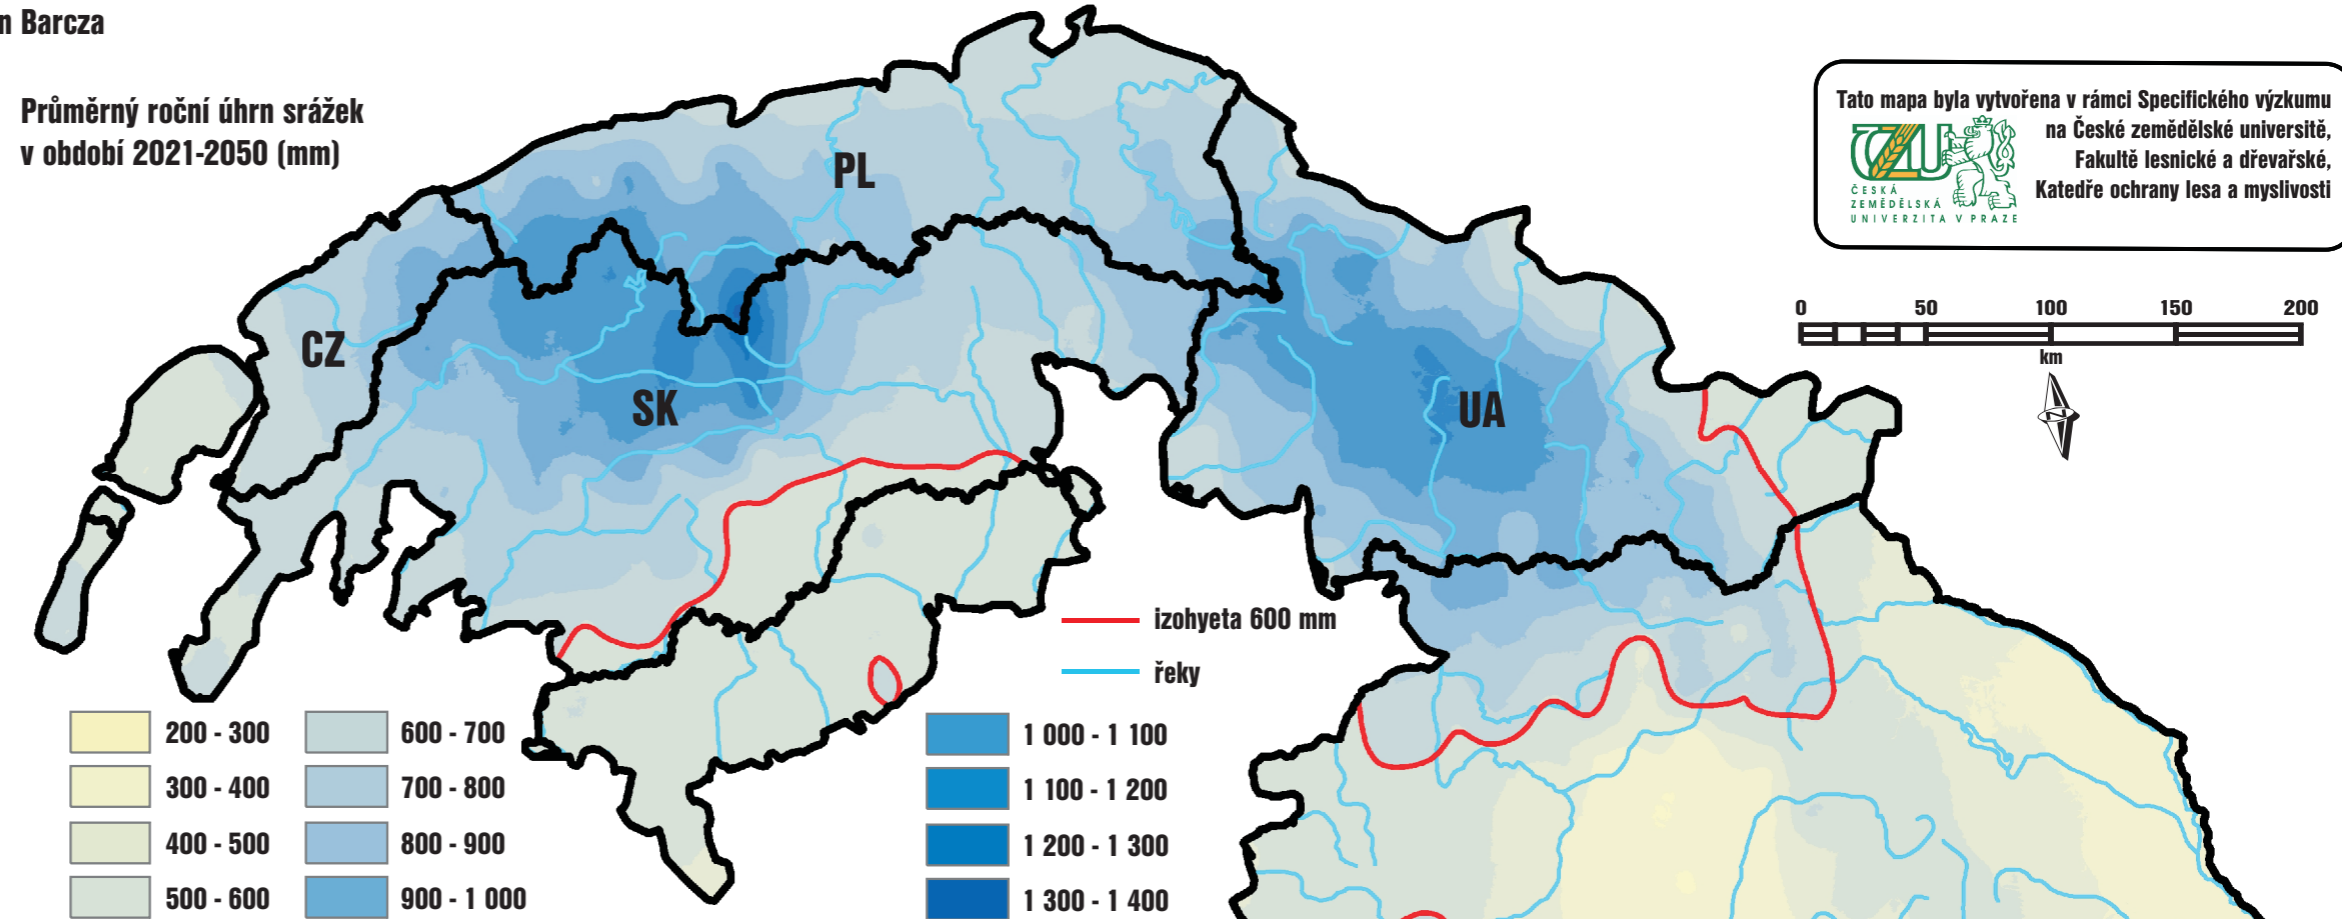 n Barcza
Průměrný roční úhrn srážek
v období 2021-2050 (mm)
Tato mapa byla vytvořena v rámci Specifického výzkumu
na České zemědělské universitě,
Fakultě lesnické a dřevařské,
Katedře ochrany lesa a myslivosti
ČZU
ČESKÁ
ZEMĚDĚLSKÁ
UNIVERZITA V PRAZE
0 50 100 150 200
km
N
PL
CZ
SK
UA
izohyeta 600 mm
řeky
200 - 300
300 - 400
400 - 500
500 - 600
600 - 700
700 - 800
800 - 900
900 - 1 000
1 000 - 1 100
1 100 - 1 200
1 200 - 1 300
1 300 - 1 400